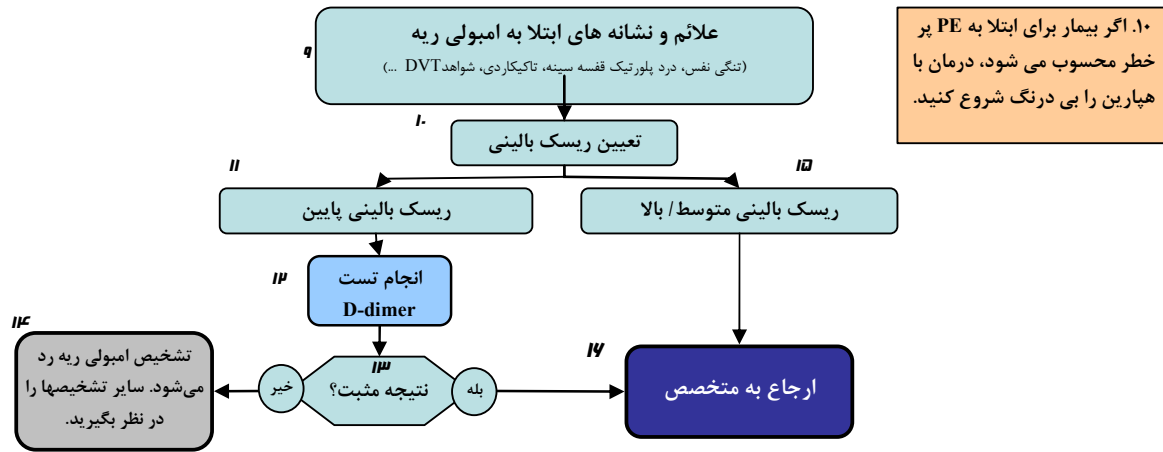 ۹
علائم و نشانه های ابتلا به امبولی ریه
(تنگی نفس، درد پلورتیک قفسه سینه، تاکیکاردی، شواهدDVT ...)
۱۰. اگر بیمار برای ابتلا به PE پر
خطر محسوب می شود، درمان با
هپارین را بی درنگ شروع کنید.
۱۰
تعیین ریسک بالینی
۱۵
ریسک بالینی متوسط/ بالا
۱۱
ریسک بالینی پایین
۱۲
انجام تست
D-dimer
۱۳
نتیجه مثبت؟
بله
خیر
۱۶
ارجاع به متخصص
۱۴
تشخیص امبولی ریه رد
می‌شود. سایر تشخیصها را
در نظر بگیرید.